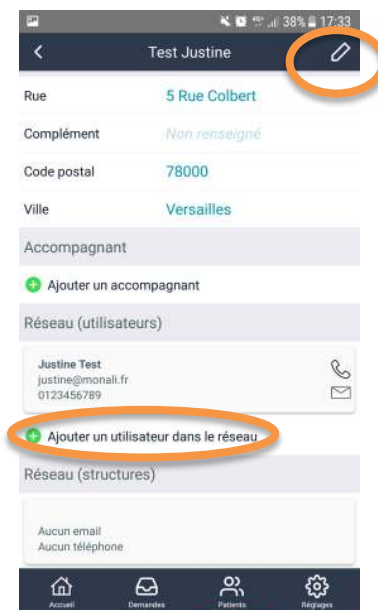 38% 17:33
Test Justine
Rue 5 Rue Colbert
Complément Non renseigné
Code postal 78000
Ville Versailles
Accompagnant
Ajouter un accompagnant
Réseau (utilisateurs)
Justine Test
justine@monali.fr
0123456789
Ajouter un utilisateur dans le réseau
Réseau (structures)
Aucun email
Aucun téléphone
Accueil Demandes Patients Réglages